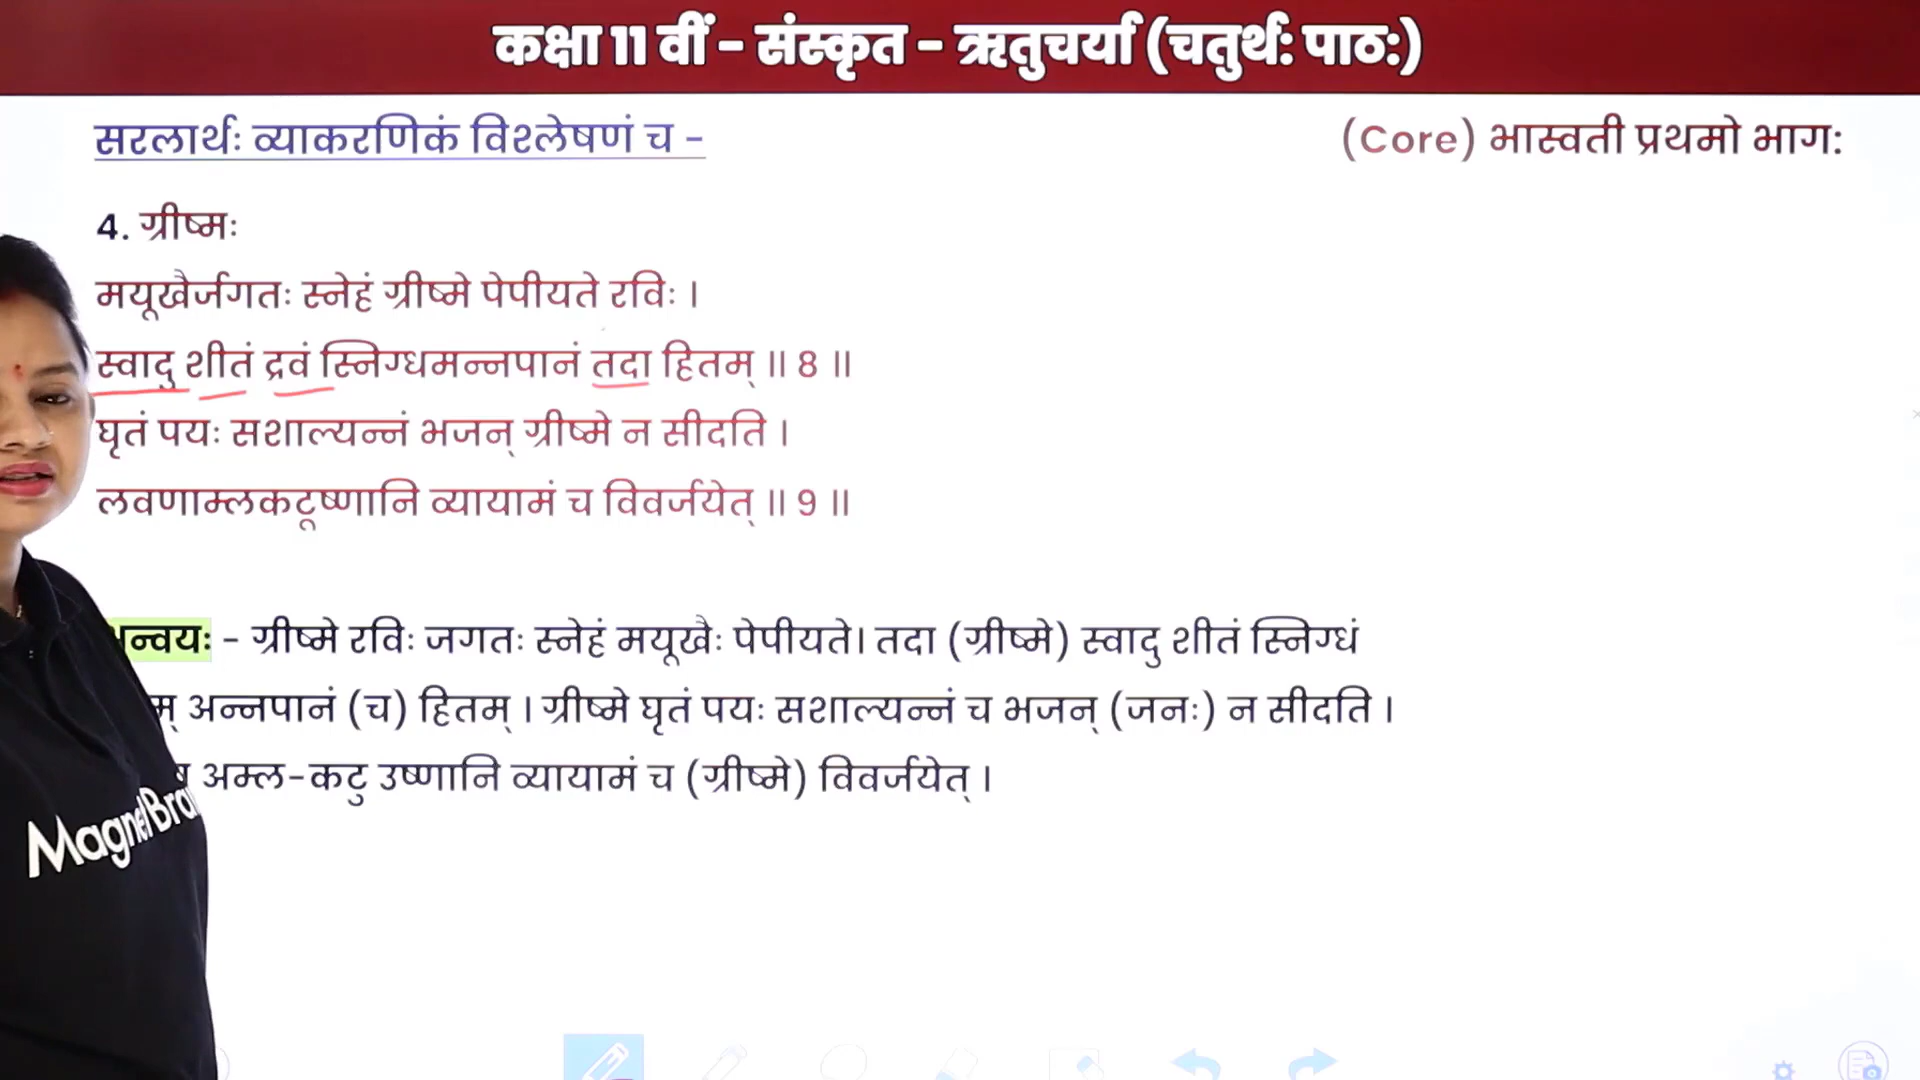 कक्षा 11 वीं – संस्कृत – ऋतुचर्या (चतुर्थ: पाठ:)
सरलार्थः व्याकरणिकं विश्लेषणं च –
(Core) भास्वती प्रथमो भाग:
4. ग्रीष्मः
मयूखैर्जगतः स्नेहं ग्रीष्मे पेपीयते रविः ।
स्वादु शीतं द्रवं स्निग्धमन्नपानं तदा हितम् ॥ 8 ॥
घृतं पयः सशाल्यन्नं भजन् ग्रीष्मे न सीदति ।
लवणाम्लकटूष्णानि व्यायामं च विवर्जयेत् ॥ 9 ॥
न्वयः – ग्रीष्मे रविः जगतः स्नेहं मयूखैः पेपीयते। तदा (ग्रीष्मे) स्वादु शीतं स्निग्धं
म् अन्नपानं (च) हितम् । ग्रीष्मे घृतं पयः सशाल्यन्नं च भजन् (जनः) न सीदति ।
अम्ल-कटु उष्णानि व्यायामं च (ग्रीष्मे) विवर्जयेत् ।
Magnet Bra